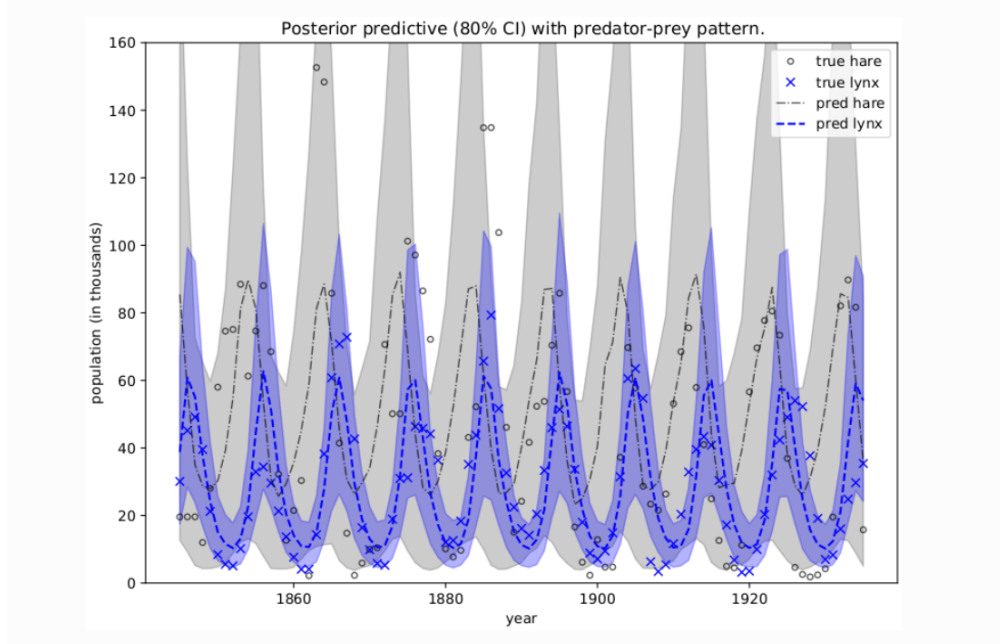 Posterior predictive (80% CI) with predator-prey pattern.
160
140
120
100
80
60
40
20
0
population (in thousands)
true hare
true lynx
pred hare
pred lynx
1860
1880
1900
1920
year